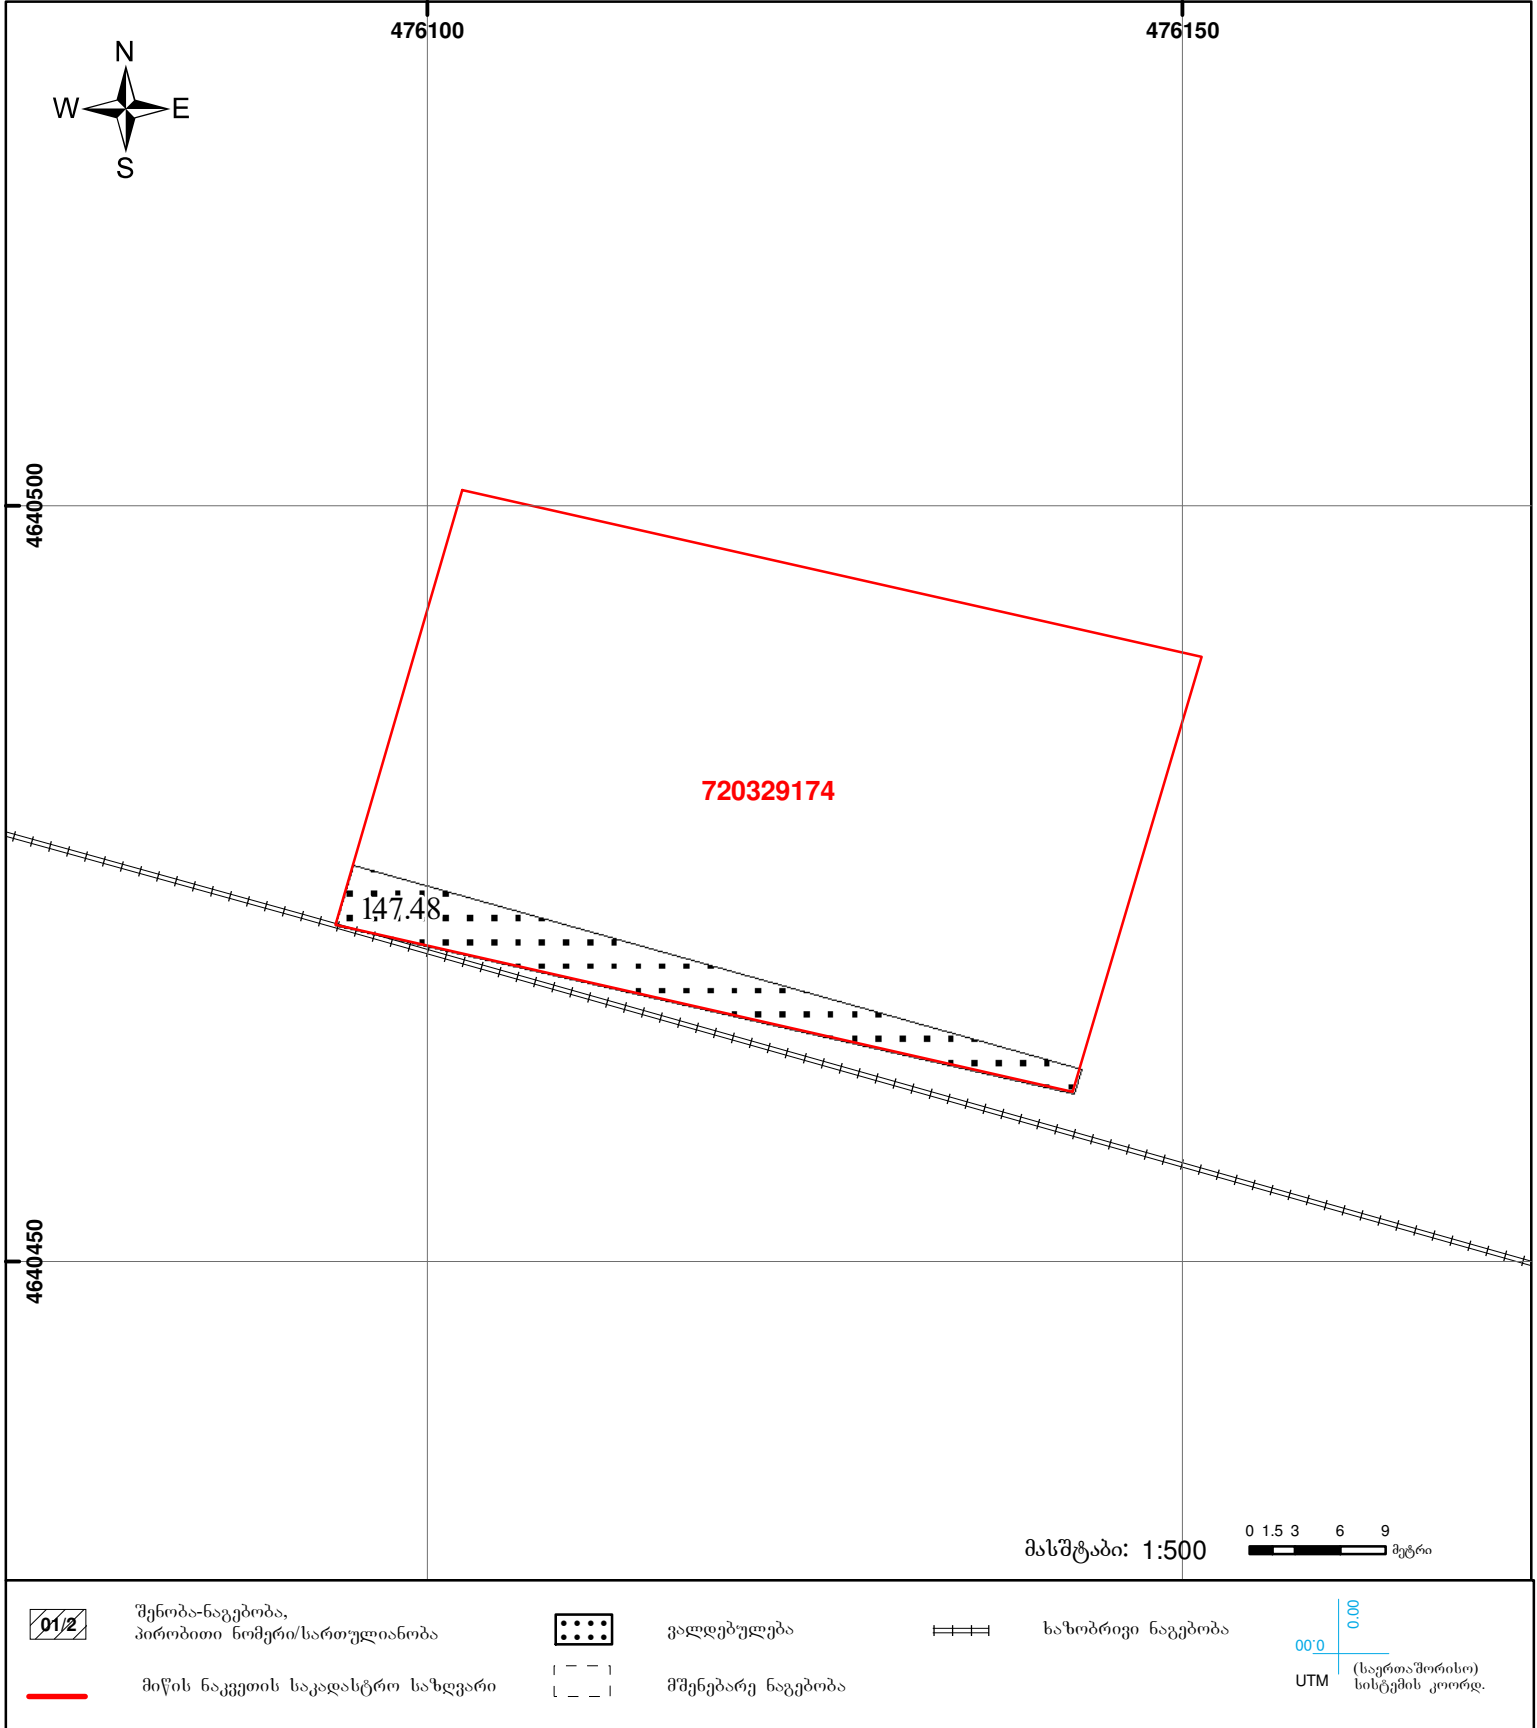 476100 476150
N
W E
S
4640500
720329174
147.48
4640450
მასშტაბი: 1:500
0 1.5 3 6 9
მეტრი
01/2
შენობა-ნაგებობა,
პირობითი ნომერი/სართულიანობა
ვალდებულება
ხაზობრივი ნაგებობა
0.00
0.00
UTM
(საერთაშორისო)
სისტემის კოორდ.
მიწის ნაკვეთის საკადასტრო საზღვარი
მშენებარე ნაგებობა